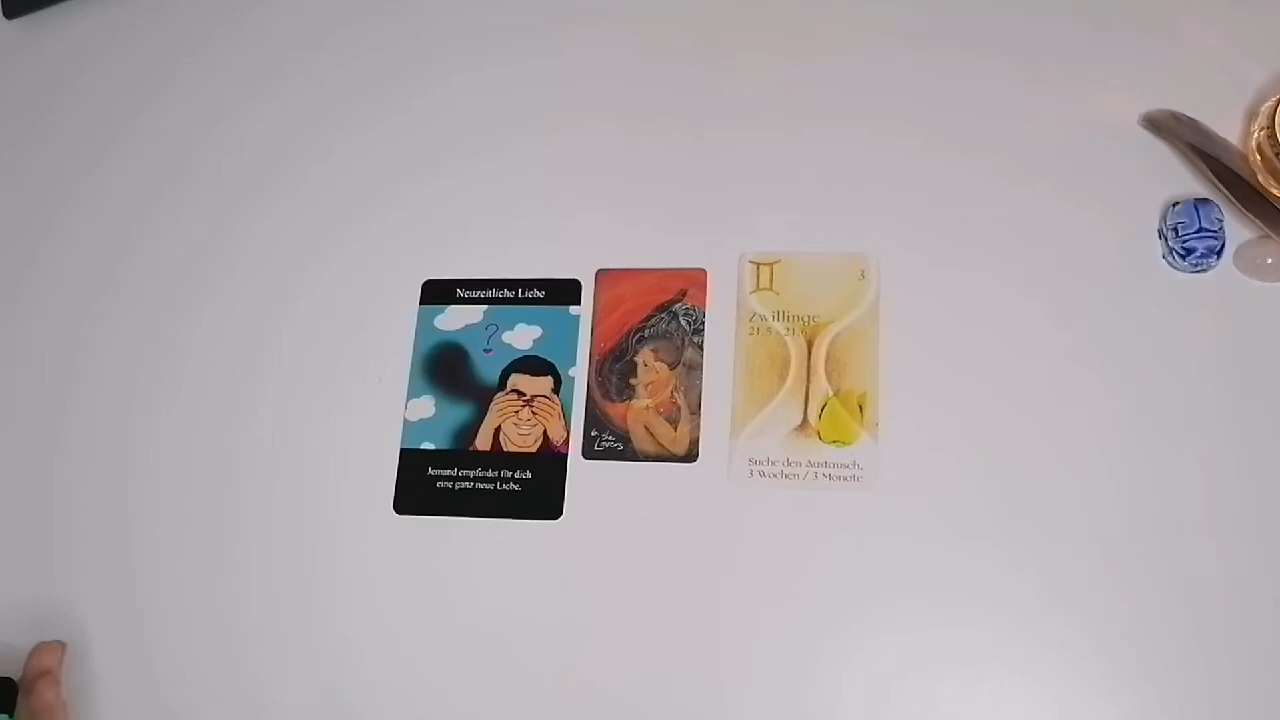 Neuzeitliche Liebe
?
Jemand empfindet für dich
eine ganz neue Liebe.
6. the
Lovers
3
Zwillinge
21.5 - 21.6
Suche den Austausch,
3 Wochen / 3 Monate